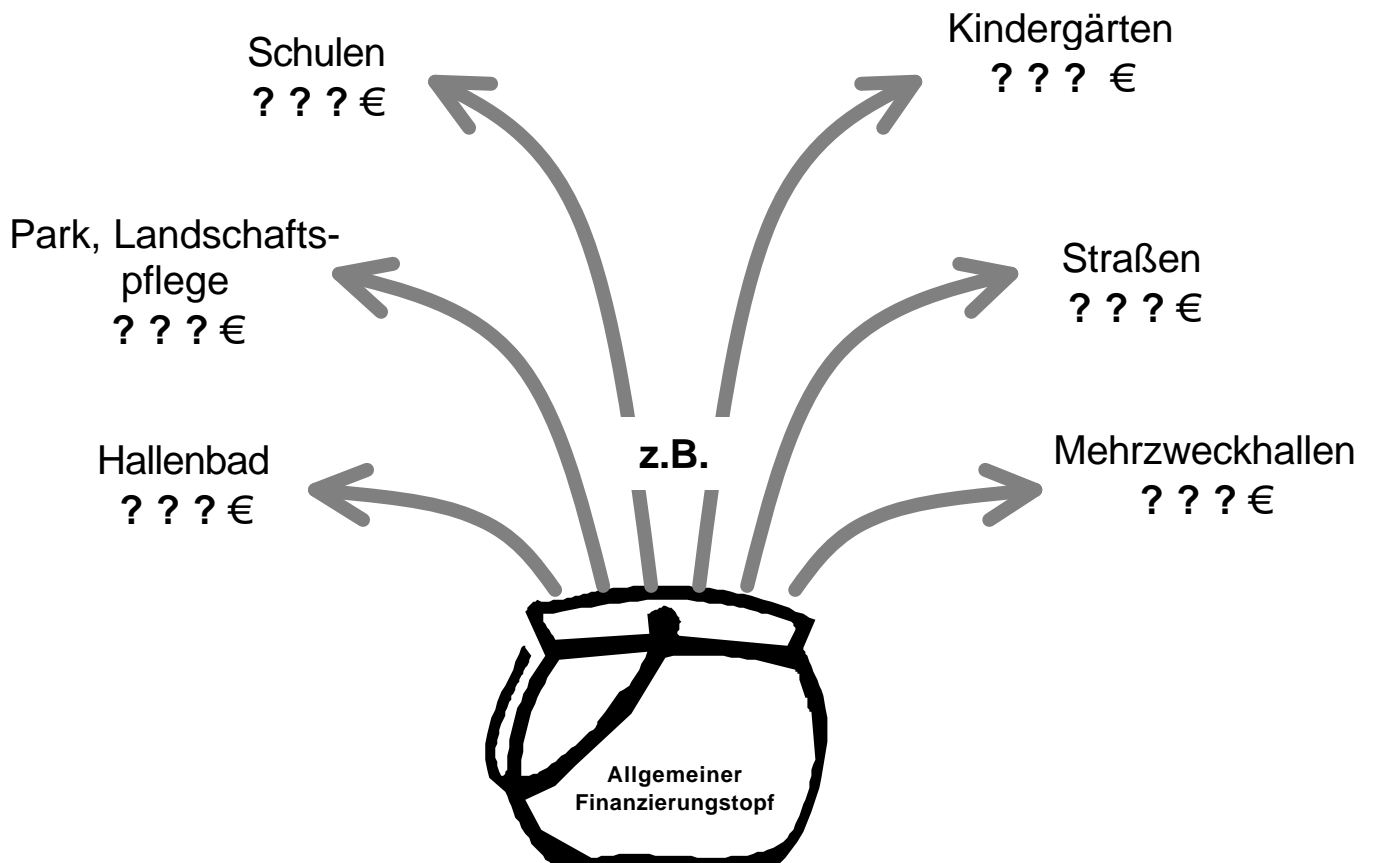 Schulen
? ? ? €
Kindergärten
? ? ? €
Park, Landschafts-
pflege
? ? ? €
Straßen
? ? ? €
Hallenbad
? ? ? €
z.B.
Mehrzweckhallen
? ? ? €
Allgemeiner
Finanzierungstopf